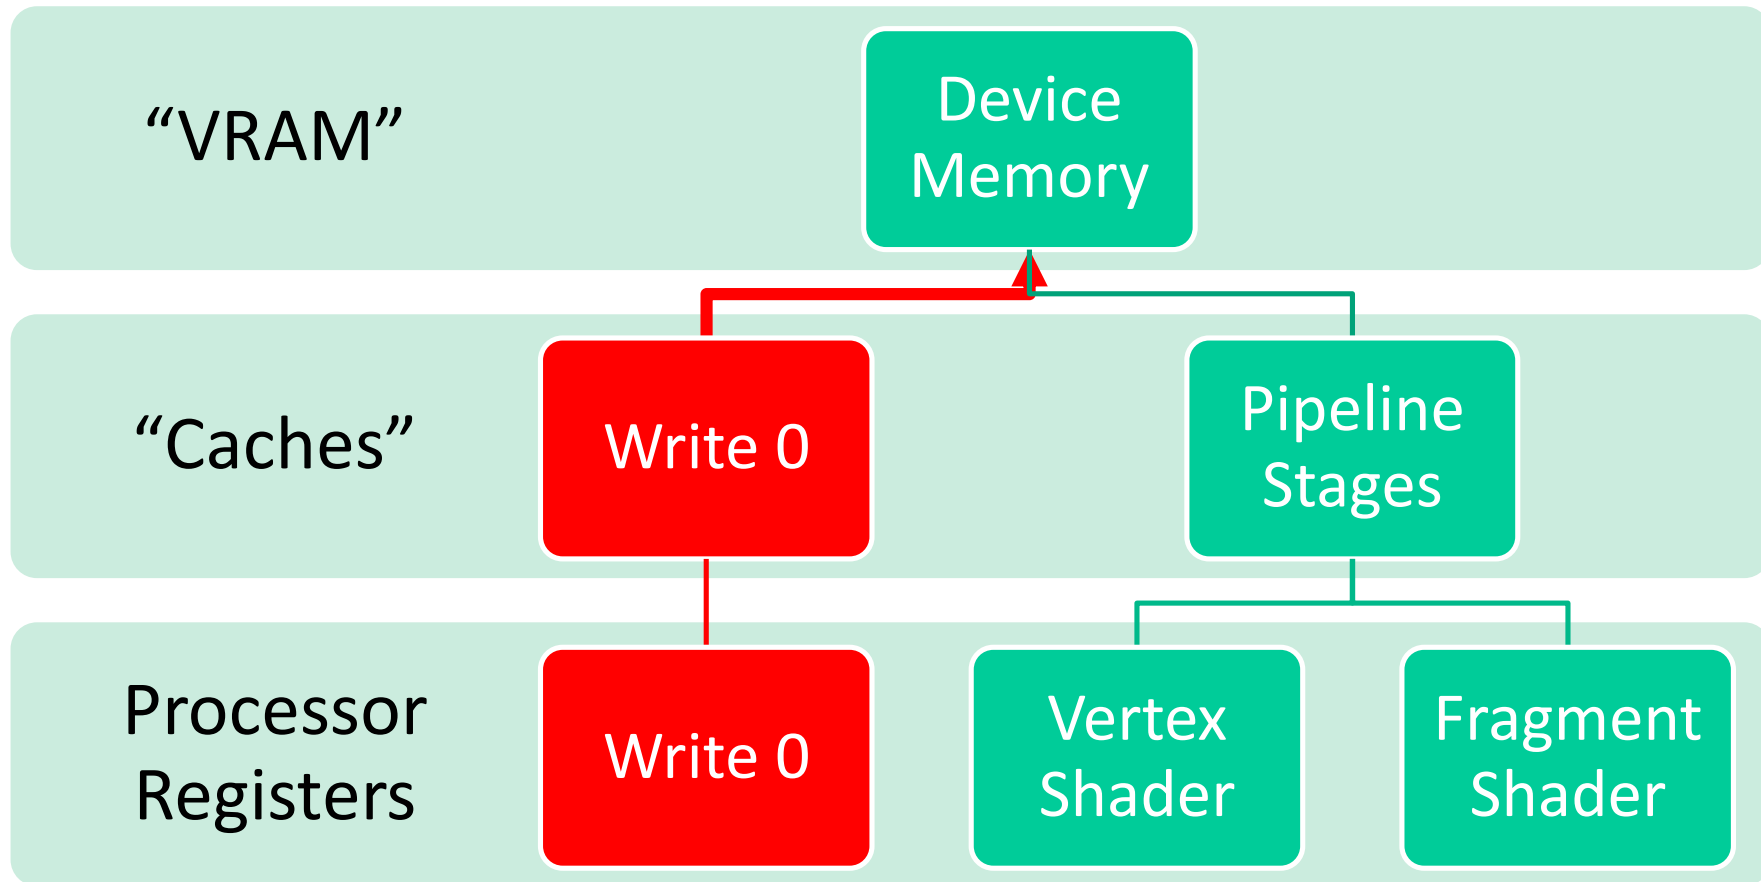 “VRAM”
Device
Memory
“Caches”
Write 0
Pipeline
Stages
Processor
Registers
Write 0
Vertex
Shader
Fragment
Shader